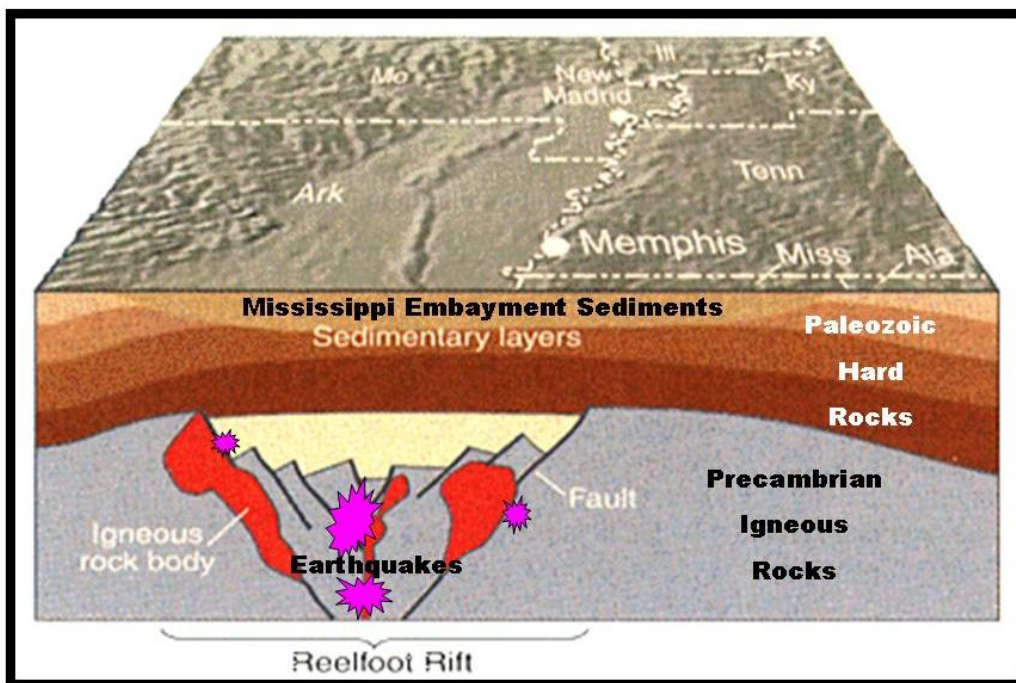 Mo
Ill
New
Madrid
Ky
Ark
Tenn
Memphis
Miss
Ala
Mississippi Embayment Sediments
Sedimentary layers
Paleozoic
Hard
Rocks
Precambrian
Igneous
Rocks
Fault
Igneous
rock body
Earthquakes
Reelfoot Rift